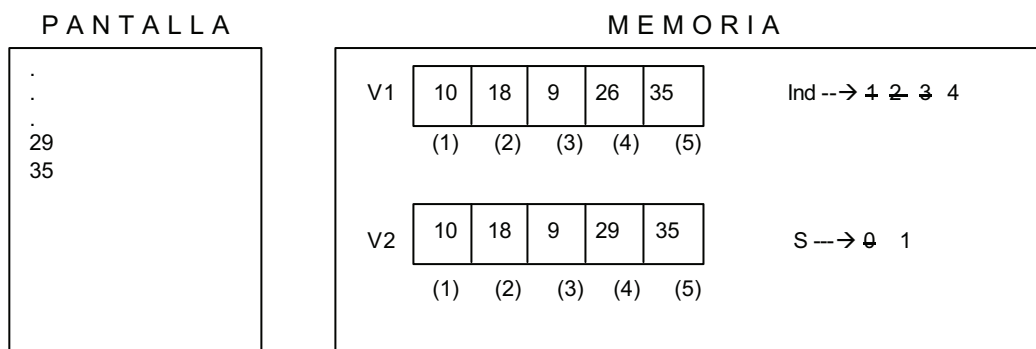 PANTALLA
MEMORIA
.
.
.
29
35
V1 10 18 9 26 35
(1) (2) (3) (4) (5)
Ind --→ 1 2 3 4
V2 10 18 9 29 35
(1) (2) (3) (4) (5)
S ---→ 0 1